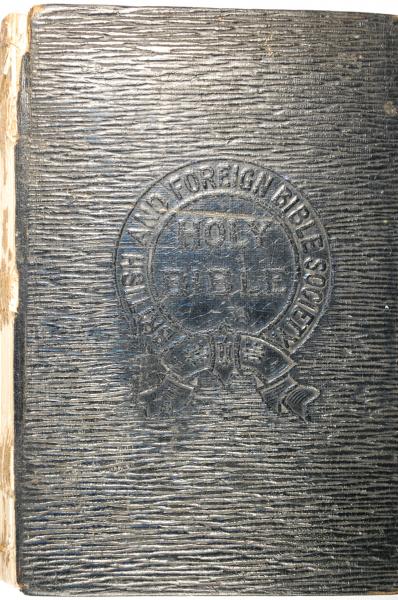 BRITISH AND FOREIGN BIBLE SOCIETY
HOLY
BIBLE